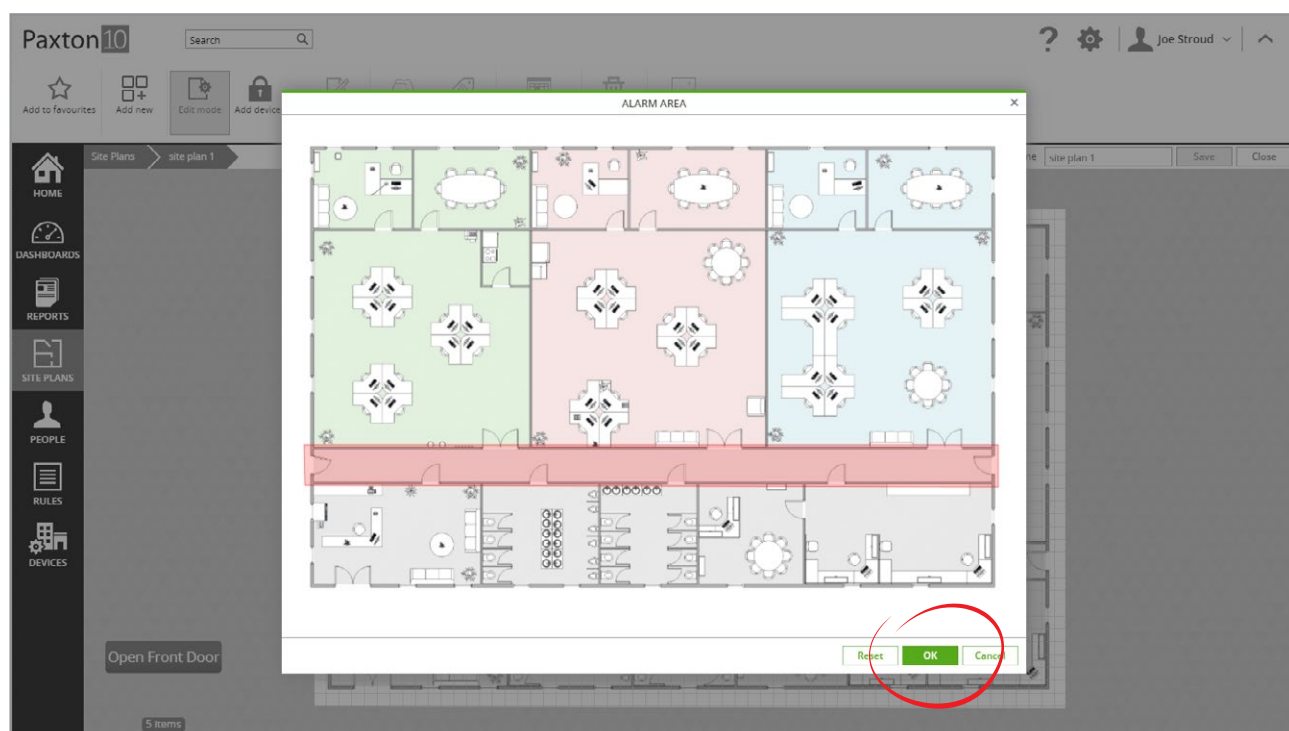 Paxton10
Search
Joe Stroud
Add to favourites
Add new
Edit mode
Add device
ALARM AREA
Site Plans
site plan 1
site plan 1
Save
Close
HOME
DASHBOARDS
REPORTS
SITE PLANS
PEOPLE
RULES
DEVICES
Open Front Door
Reset
OK
Cancel
5 Items